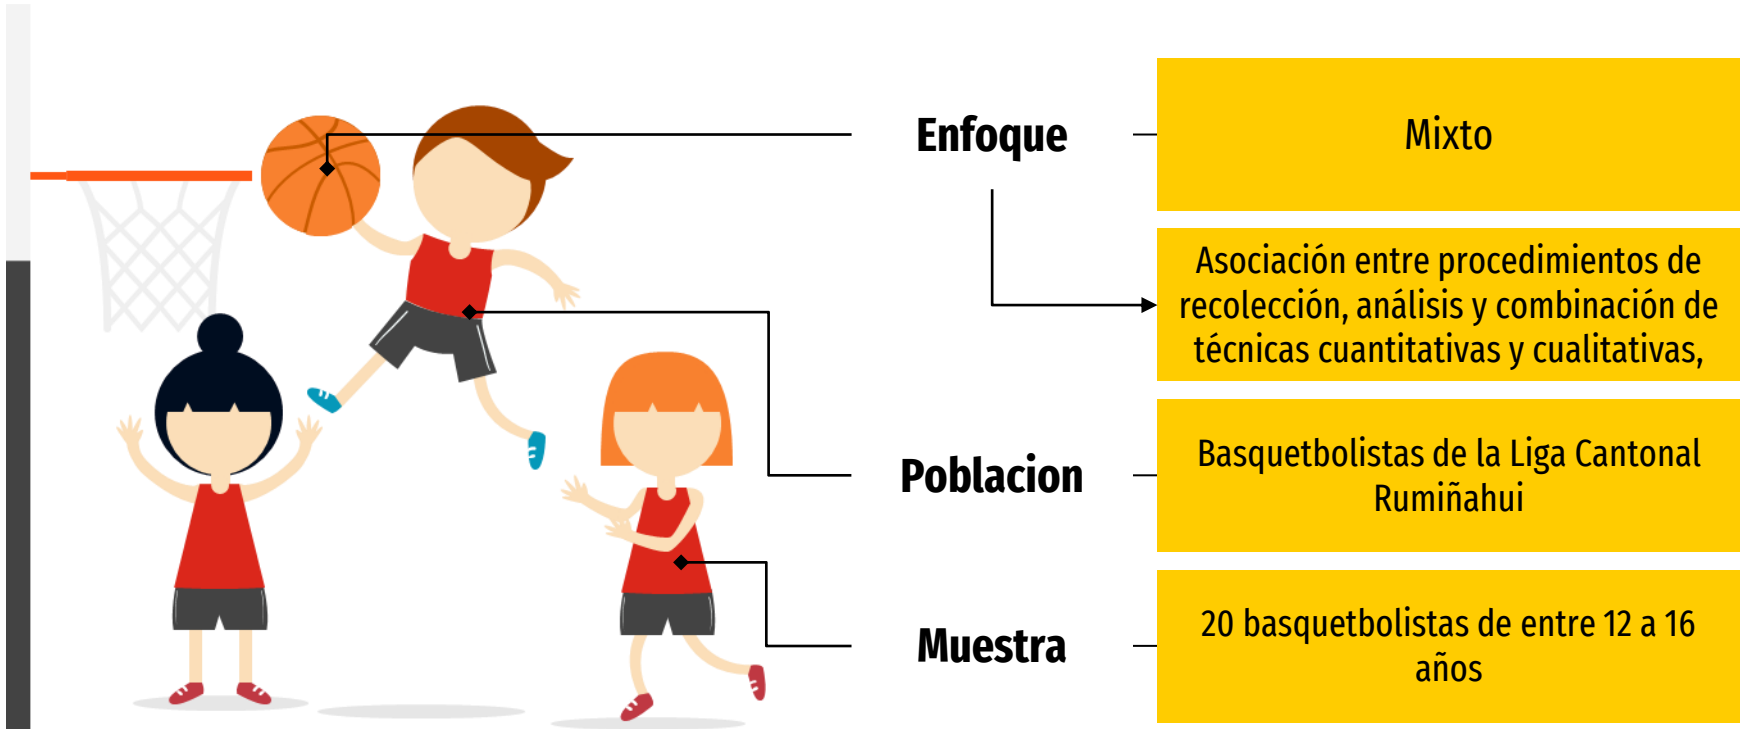 Enfoque
Mixto
Asociación entre procedimientos de
recolección, análisis y combinación de
técnicas cuantitativas y cualitativas,
Poblacion
Basquetbolistas de la Liga Cantonal
Rumiñahui
Muestra
20 basquetbolistas de entre 12 a 16
años